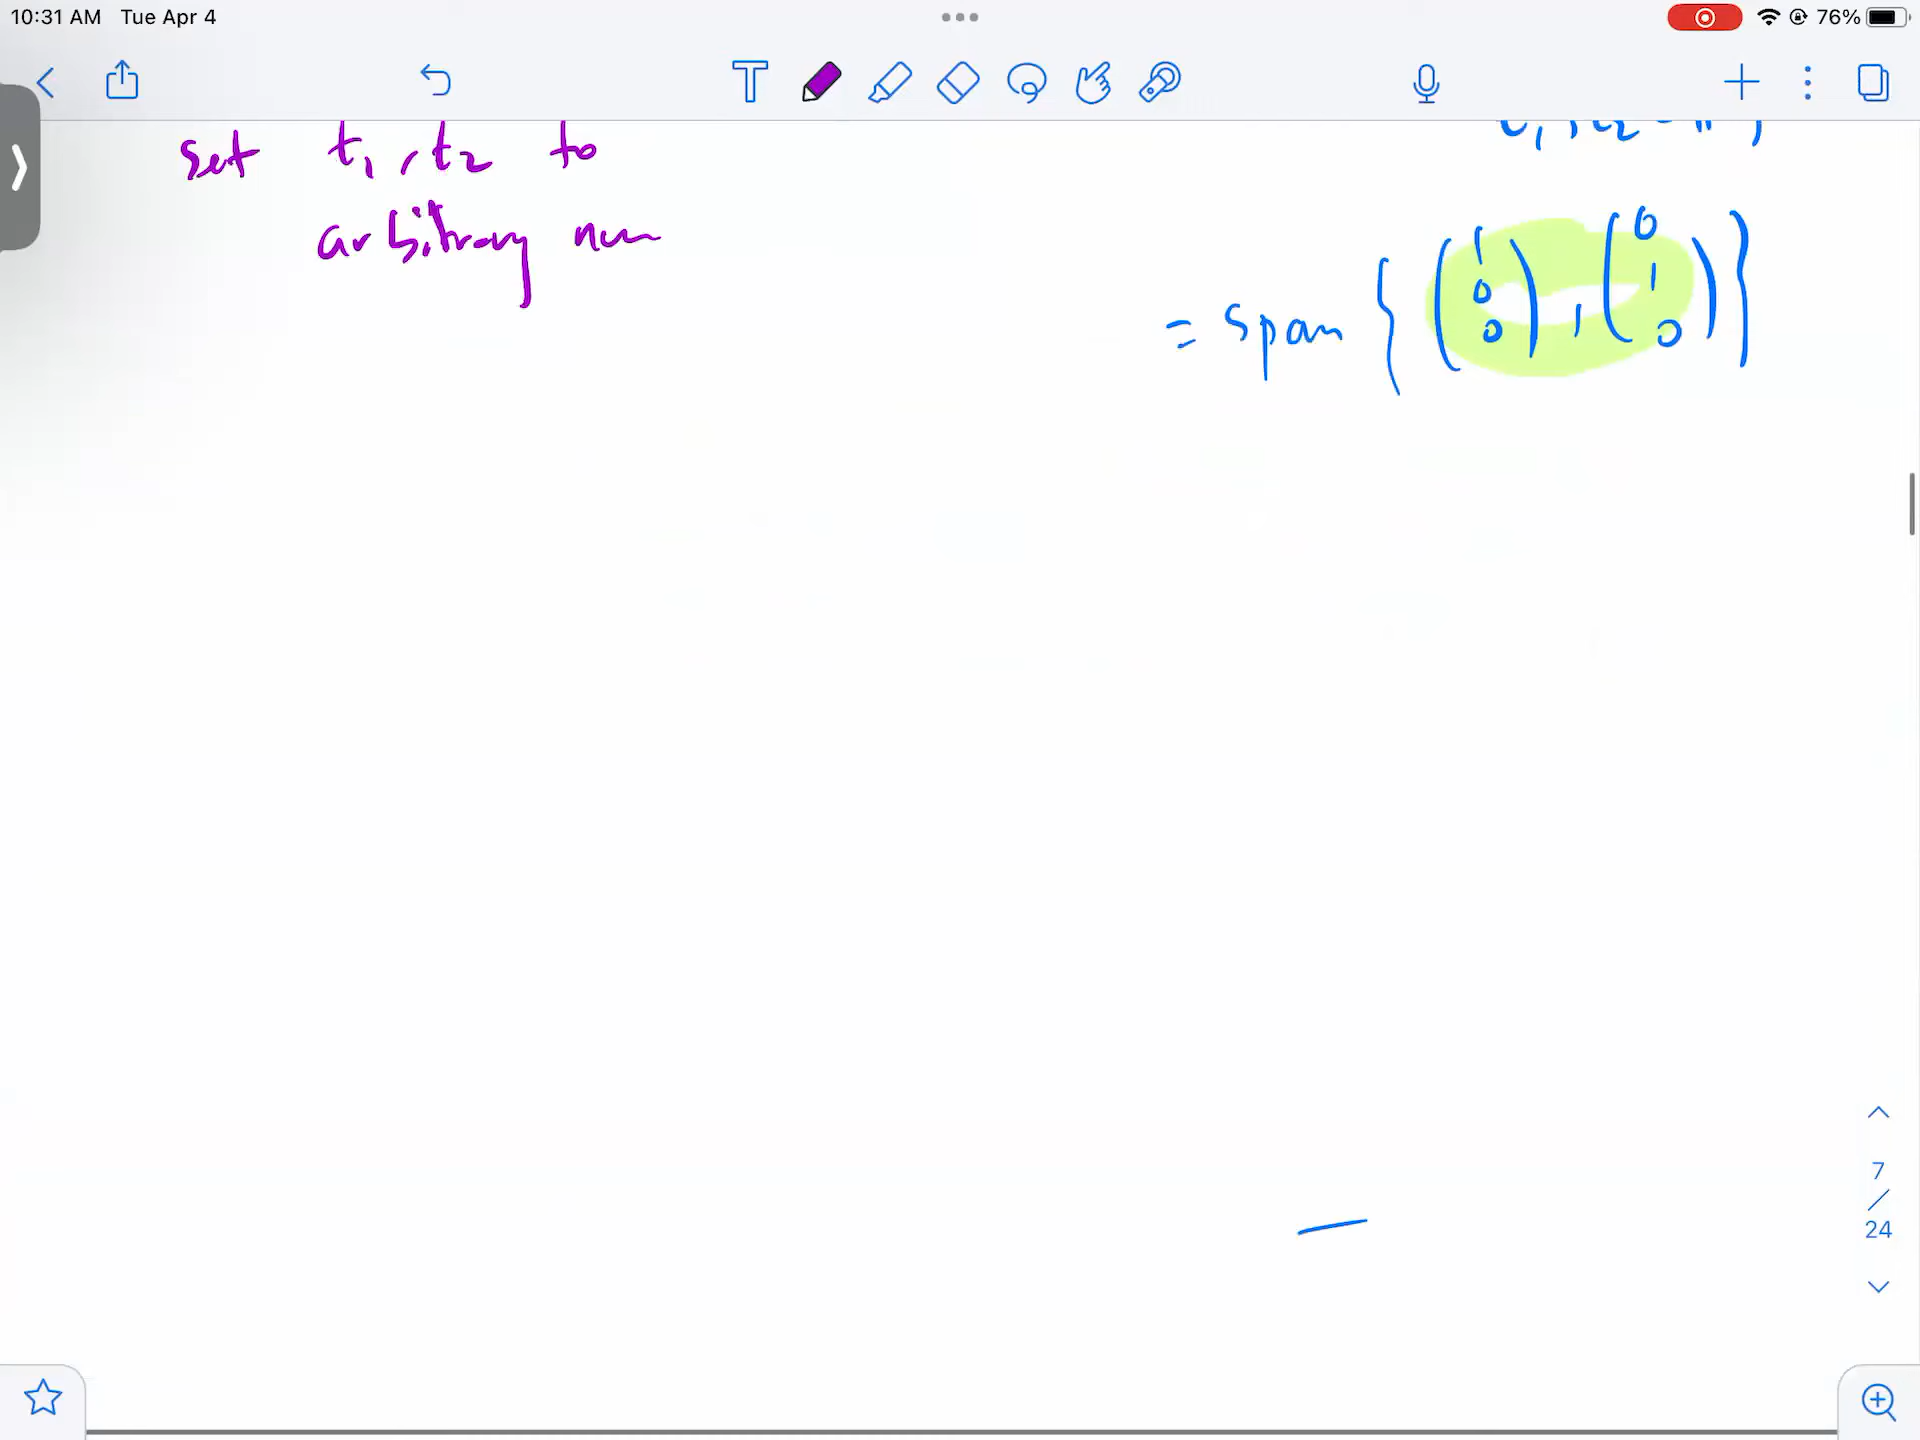 10:31 AM Tue Apr 4
76%
set t₁, t₂ to
arbitrary num
= span { (1 0 0), (0 1 0) }
7
/
24